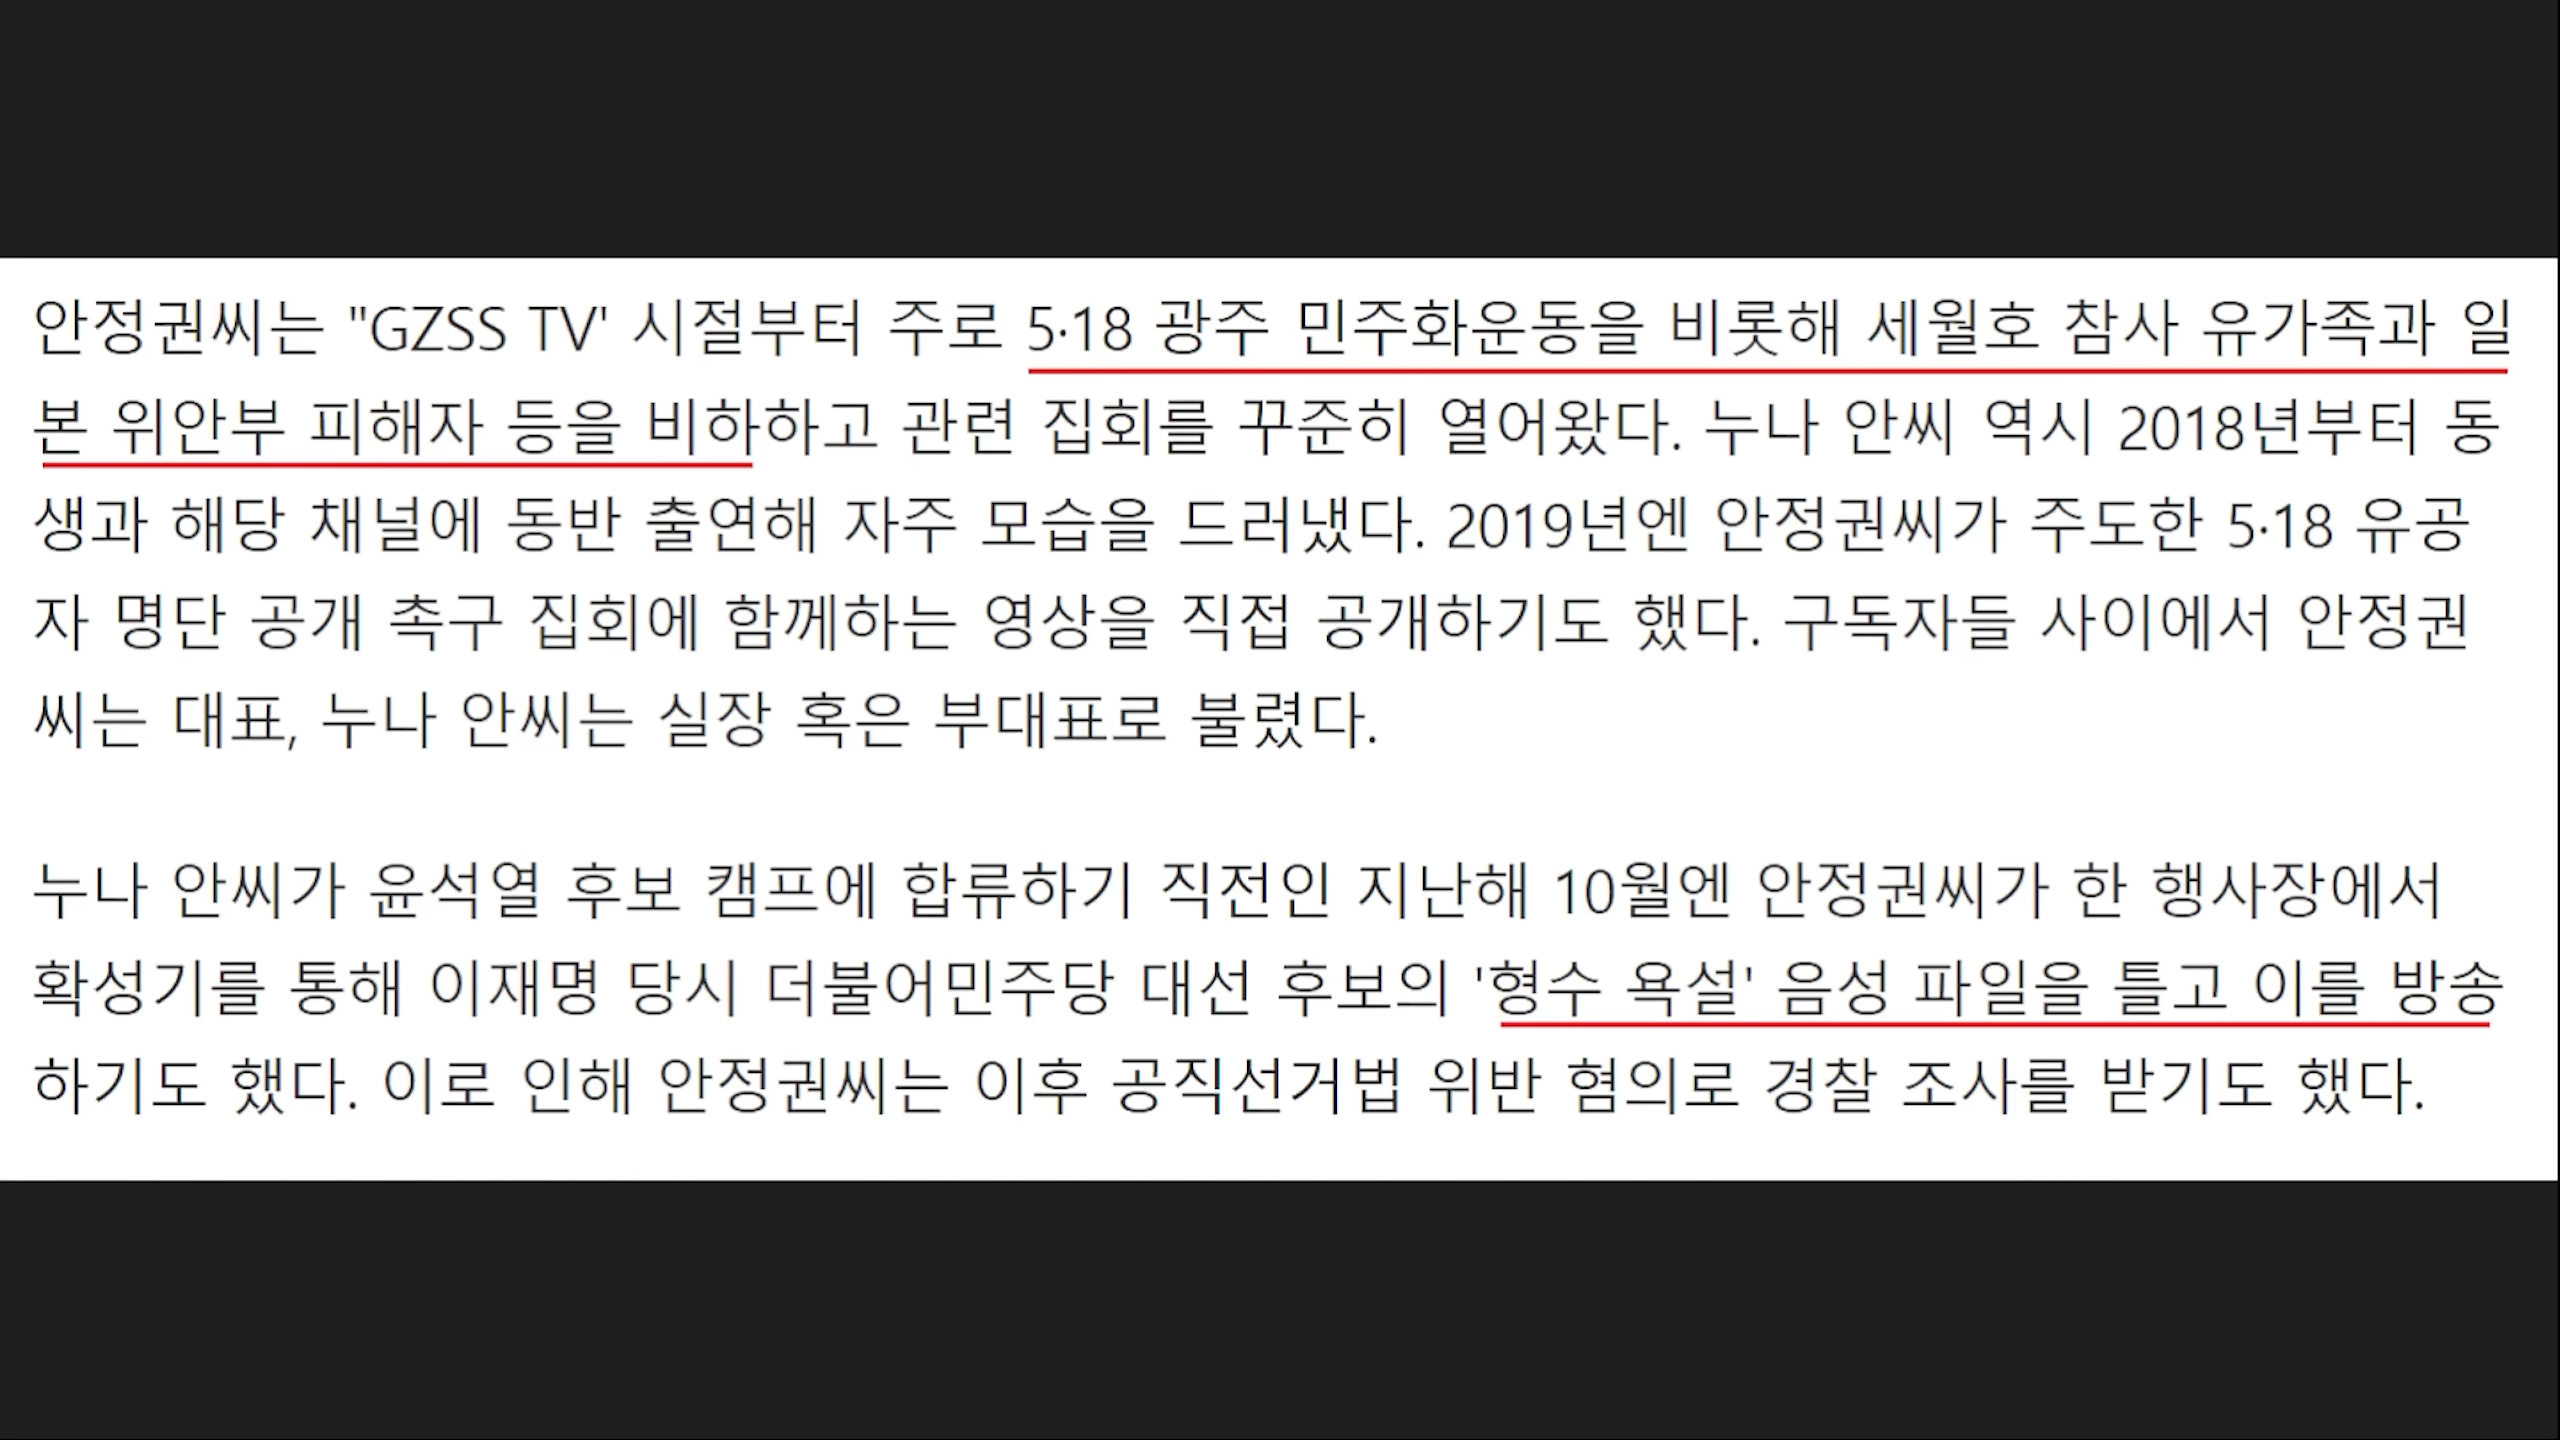 안정권씨는 "GZSS TV' 시절부터 주로 5·18 광주 민주화운동을 비롯해 세월호 참사 유가족과 일
본 위안부 피해자 등을 비하하고 관련 집회를 꾸준히 열어왔다. 누나 안씨 역시 2018년부터 동
생과 해당 채널에 동반 출연해 자주 모습을 드러냈다. 2019년엔 안정권씨가 주도한 5·18 유공
자 명단 공개 촉구 집회에 함께하는 영상을 직접 공개하기도 했다. 구독자들 사이에서 안정권
씨는 대표, 누나 안씨는 실장 혹은 부대표로 불렸다.
누나 안씨가 윤석열 후보 캠프에 합류하기 직전인 지난해 10월엔 안정권씨가 한 행사장에서
확성기를 통해 이재명 당시 더불어민주당 대선 후보의 '형수 욕설' 음성 파일을 틀고 이를 방송
하기도 했다. 이로 인해 안정권씨는 이후 공직선거법 위반 혐의로 경찰 조사를 받기도 했다.